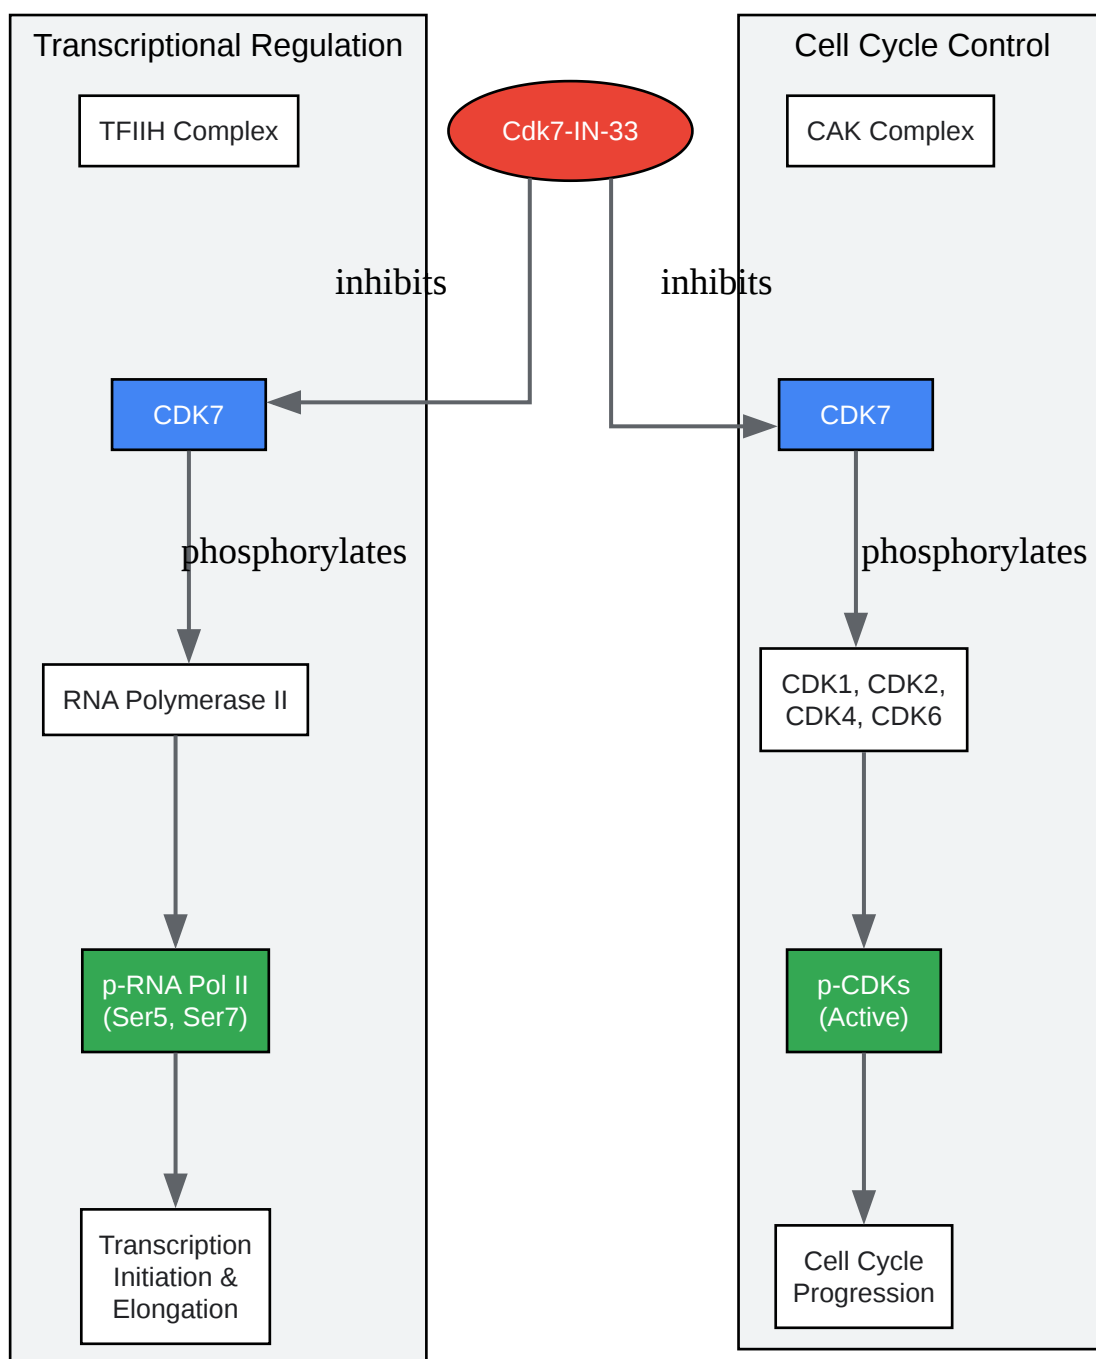 Transcriptional Regulation
Cell Cycle Control
TFIIH Complex
Cdk7-IN-33
CAK Complex
inhibits
inhibits
CDK7
CDK7
phosphorylates
phosphorylates
RNA Polymerase II
CDK1, CDK2,
CDK4, CDK6
p-RNA Pol II
(Ser5, Ser7)
p-CDKs
(Active)
Transcription
Initiation &
Elongation
Cell Cycle
Progression